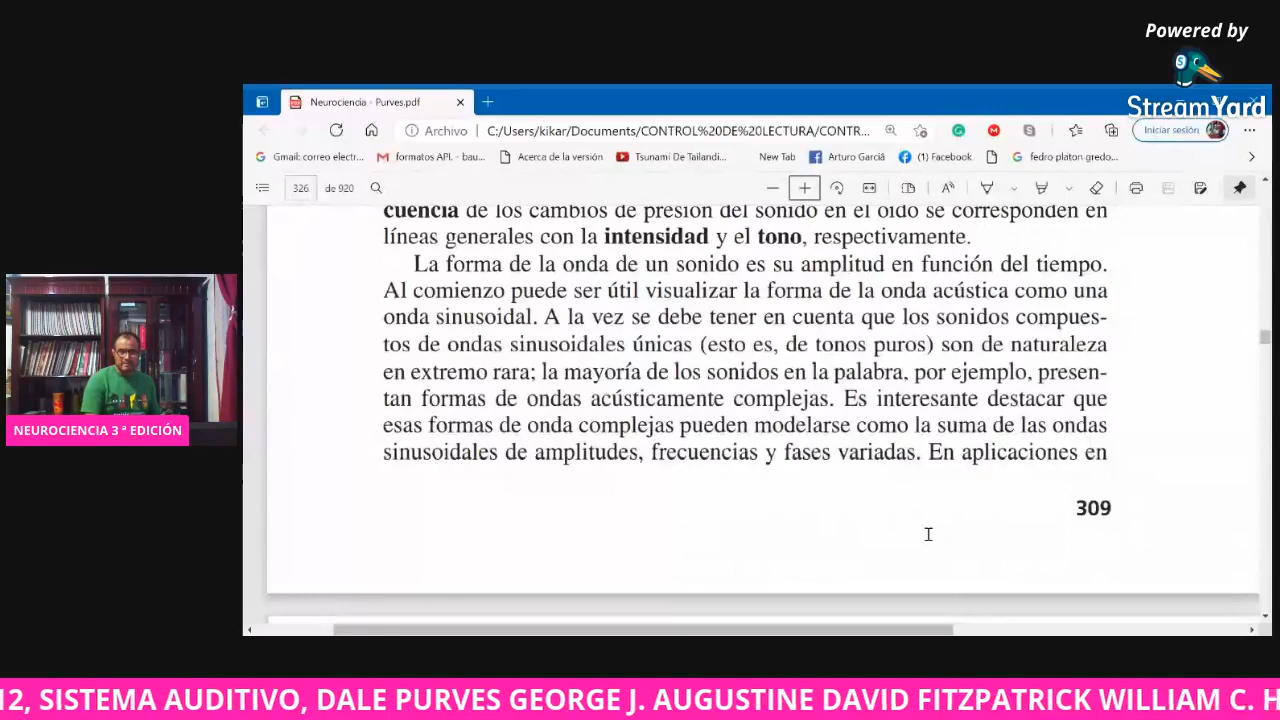 Powered by
StreamYard
Neurociencia - Purves.pdf
Archivo
C:/Users/kikar/Documents/CONTROL%20DE%20LECTURA/CONTR...
Iniciar sesión
Gmail: correo electr...
formatos API. - bau...
Acerca de la versión
Tsunami De Tailandi...
New Tab
Arturo Garciå
(1) Facebook
fedro platon gredo...
326
de 920
cuencia de los cambios de presión del sonido en el oído se corresponden en
líneas generales con la intensidad y el tono, respectivamente.
La forma de la onda de un sonido es su amplitud en función del tiempo.
Al comienzo puede ser útil visualizar la forma de la onda acústica como una
onda sinusoidal. A la vez se debe tener en cuenta que los sonidos compues-
tos de ondas sinusoidales únicas (esto es, de tonos puros) son de naturaleza
en extremo rara; la mayoría de los sonidos en la palabra, por ejemplo, presen-
tan formas de ondas acústicamente complejas. Es interesante destacar que
esas formas de onda complejas pueden modelarse como la suma de las ondas
sinusoidales de amplitudes, frecuencias y fases variadas. En aplicaciones en
309
NEUROCIENCIA 3 ª EDICIÓN
12, SISTEMA AUDITIVO, DALE PURVES GEORGE J. AUGUSTINE DAVID FITZPATRICK WILLIAM C. H